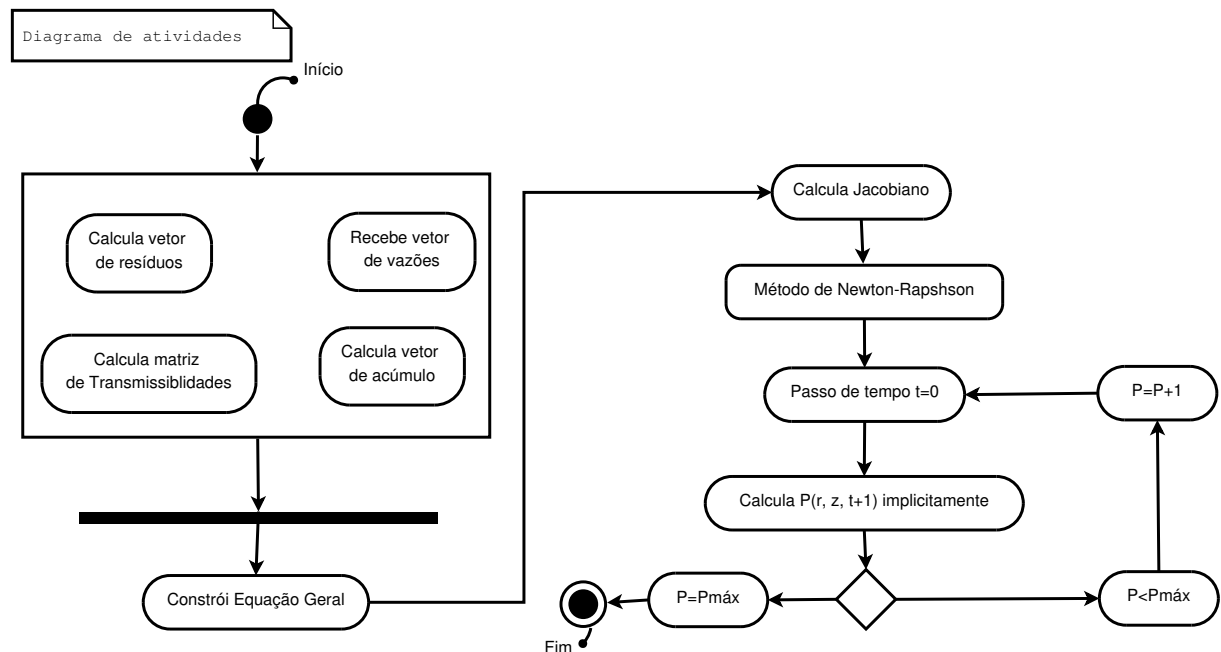 Diagrama de atividades
Início
Calcula vetor
de resíduos
Recebe vetor
de vazões
Calcula matriz
de Transmissiblidades
Calcula vetor
de acúmulo
Constrói Equação Geral
Calcula Jacobiano
Método de Newton-Rapshson
Passo de tempo t=0
P=P+1
Calcula P(r, z, t+1) implicitamente
P=Pmáx
P<Pmáx
Fim